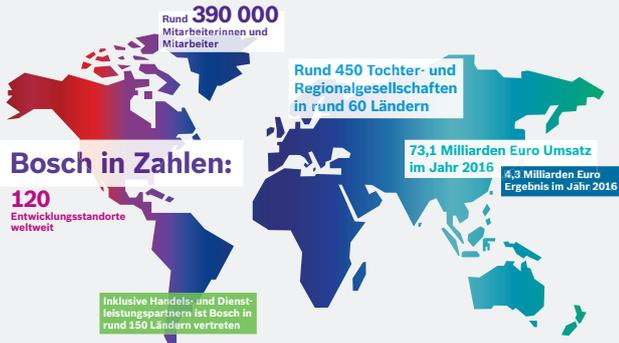 Rund 390 000
Mitarbeiterinnen und
Mitarbeiter
Rund 450 Tochter- und
Regionalgesellschaften
in rund 60 Ländern
Bosch in Zahlen:
73,1 Milliarden Euro Umsatz
im Jahr 2016
4,3 Milliarden Euro
Ergebnis im Jahr 2016
120
Entwicklungsstandorte
weltweit
Inklusive Handels- und Dienst-
leistungspartnern ist Bosch in
rund 150 Ländern vertreten